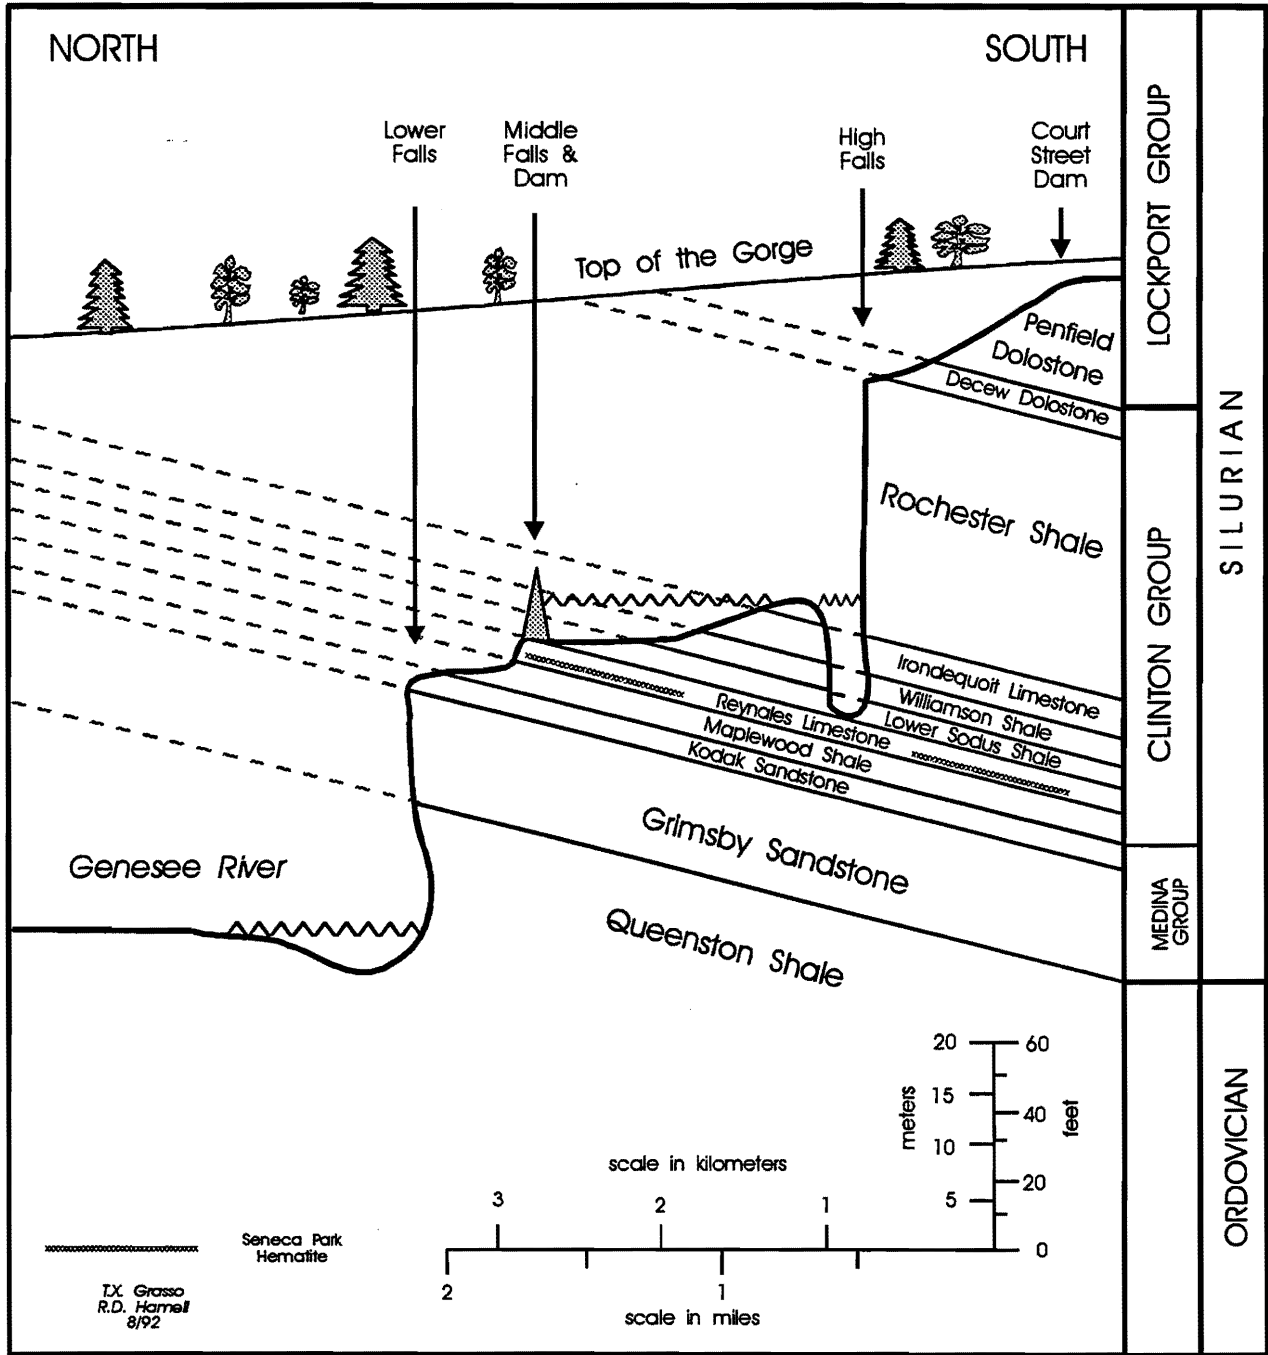 NORTH
SOUTH
Lower
Falls
Middle
Falls &
Dam
High
Falls
Court
Street
Dam
Top of the Gorge
Penfield
Dolostone
Decew Dolostone
Rochester Shale
Irondequoit Limestone
Williamson Shale
Lower Sodus Shale
Reynales Limestone
Maplewood Shale
Kodak Sandstone
Grimsby Sandstone
Queenston Shale
Genesee River
LOCKPORT GROUP
CLINTON GROUP
MEDINA
GROUP
SILURIAN
ORDOVICIAN
20
60
15
40
10
20
5
0
meters
feet
scale in kilometers
3
2
1
2
1
scale in miles
Seneca Park
Hematite
T.X. Grasso
R.D. Hamell
8/92